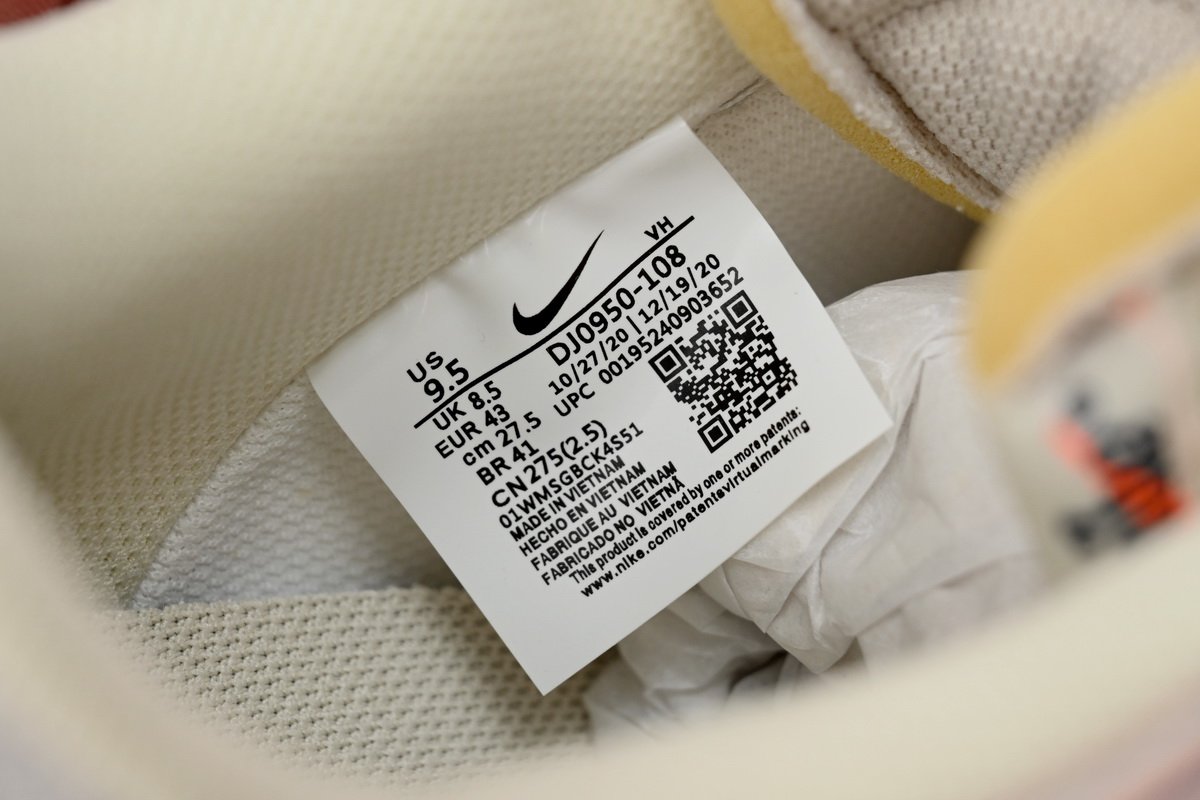 US
9.5
VH
UK 8.5
EUR 43
cm 27.5
BR 41
CN 275(2.5)
DJ0950-108
10/27/20 | 12/19/20
UPC 00195240903652
01WMSGBCK4S51
MADE IN VIETNAM
HECHO EN VIETNAM
FABRIQUE AU VIETNAM
FABRICADO NO VIETNÃ
This product is covered by one or more patents:
www.nike.com/patentsvirtualmarking